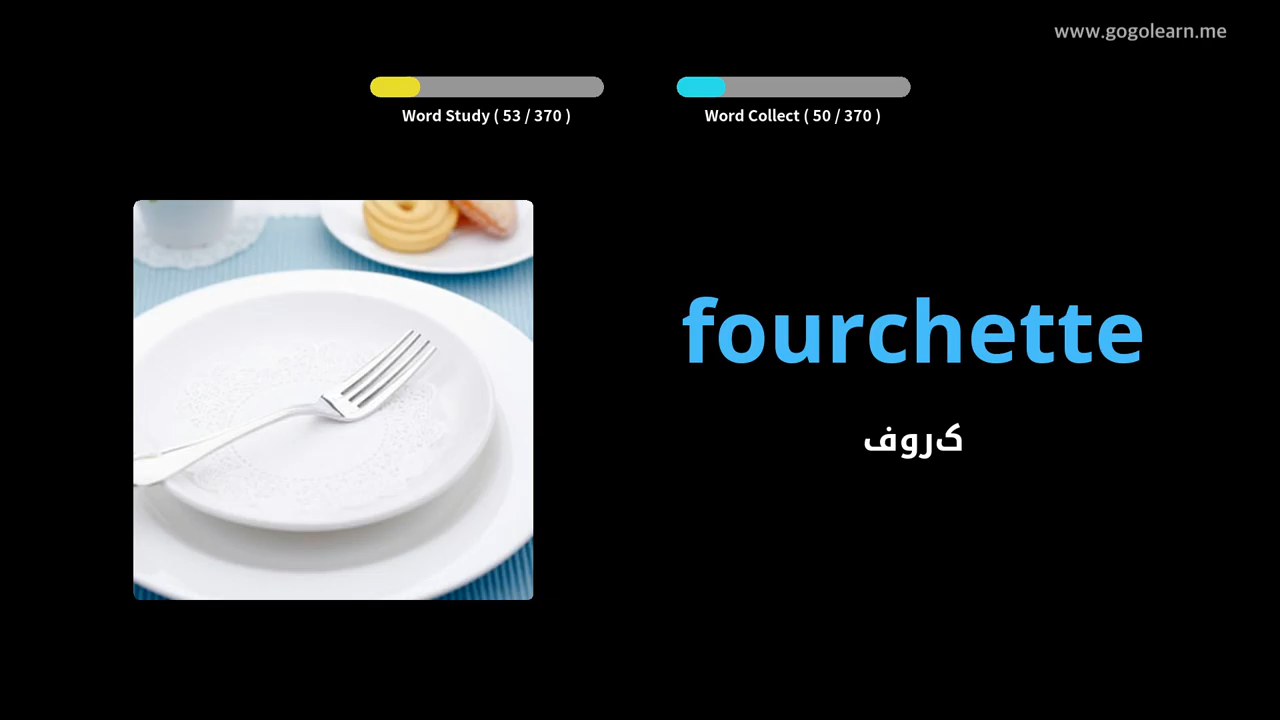 www.gogolearn.me
Word Study ( 53 / 370 )
Word Collect ( 50 / 370 )
fourchette
کروف